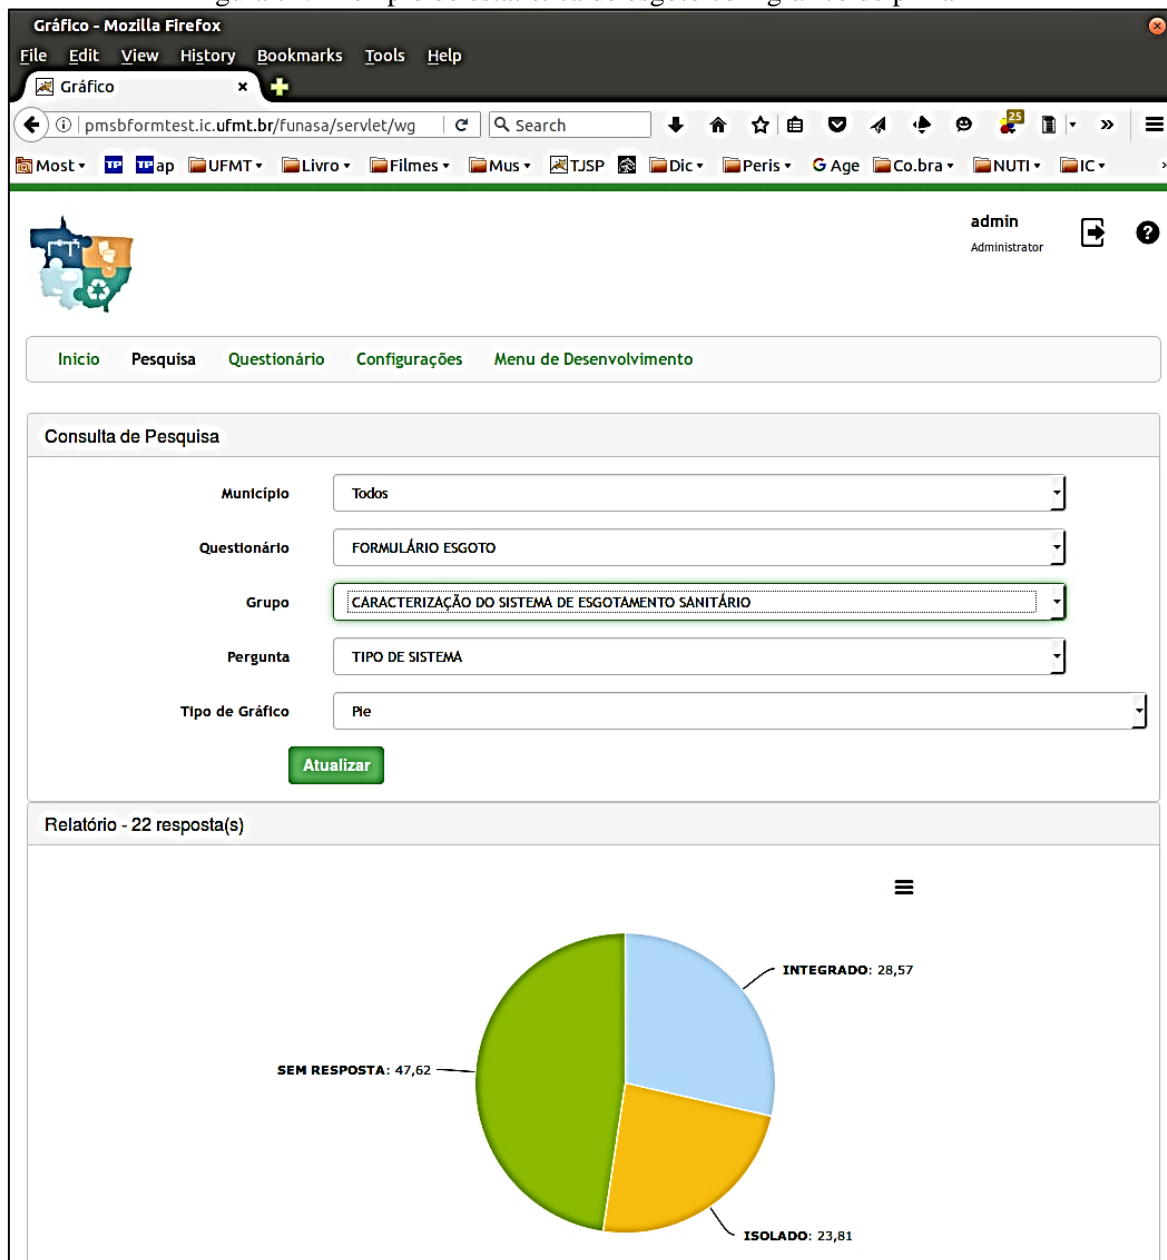 Gráfico - Mozilla Firefox
File Edit View History Bookmarks Tools Help
Gráfico
pmsbformtest.ic.ufmt.br/funasa/servlet/wg Search 25
Most TP TP ap UFMT Livro Filmes Mus TJSP Dic Peris G Age Co.bra NUTI IC
admin
Administrator
Inicio Pesquisa Questionário Configurações Menu de Desenvolvimento
Consulta de Pesquisa
Município Todos
Questionário FORMULÁRIO ESGOTO
Grupo CARACTERIZAÇÃO DO SISTEMA DE ESGOTAMENTO SANITÁRIO
Pergunta TIPO DE SISTEMA
Tipo de Gráfico Pie
Atualizar
Relatório - 22 resposta(s)
INTEGRADO: 28,57
SEM RESPOSTA: 47,62
ISOLADO: 23,81